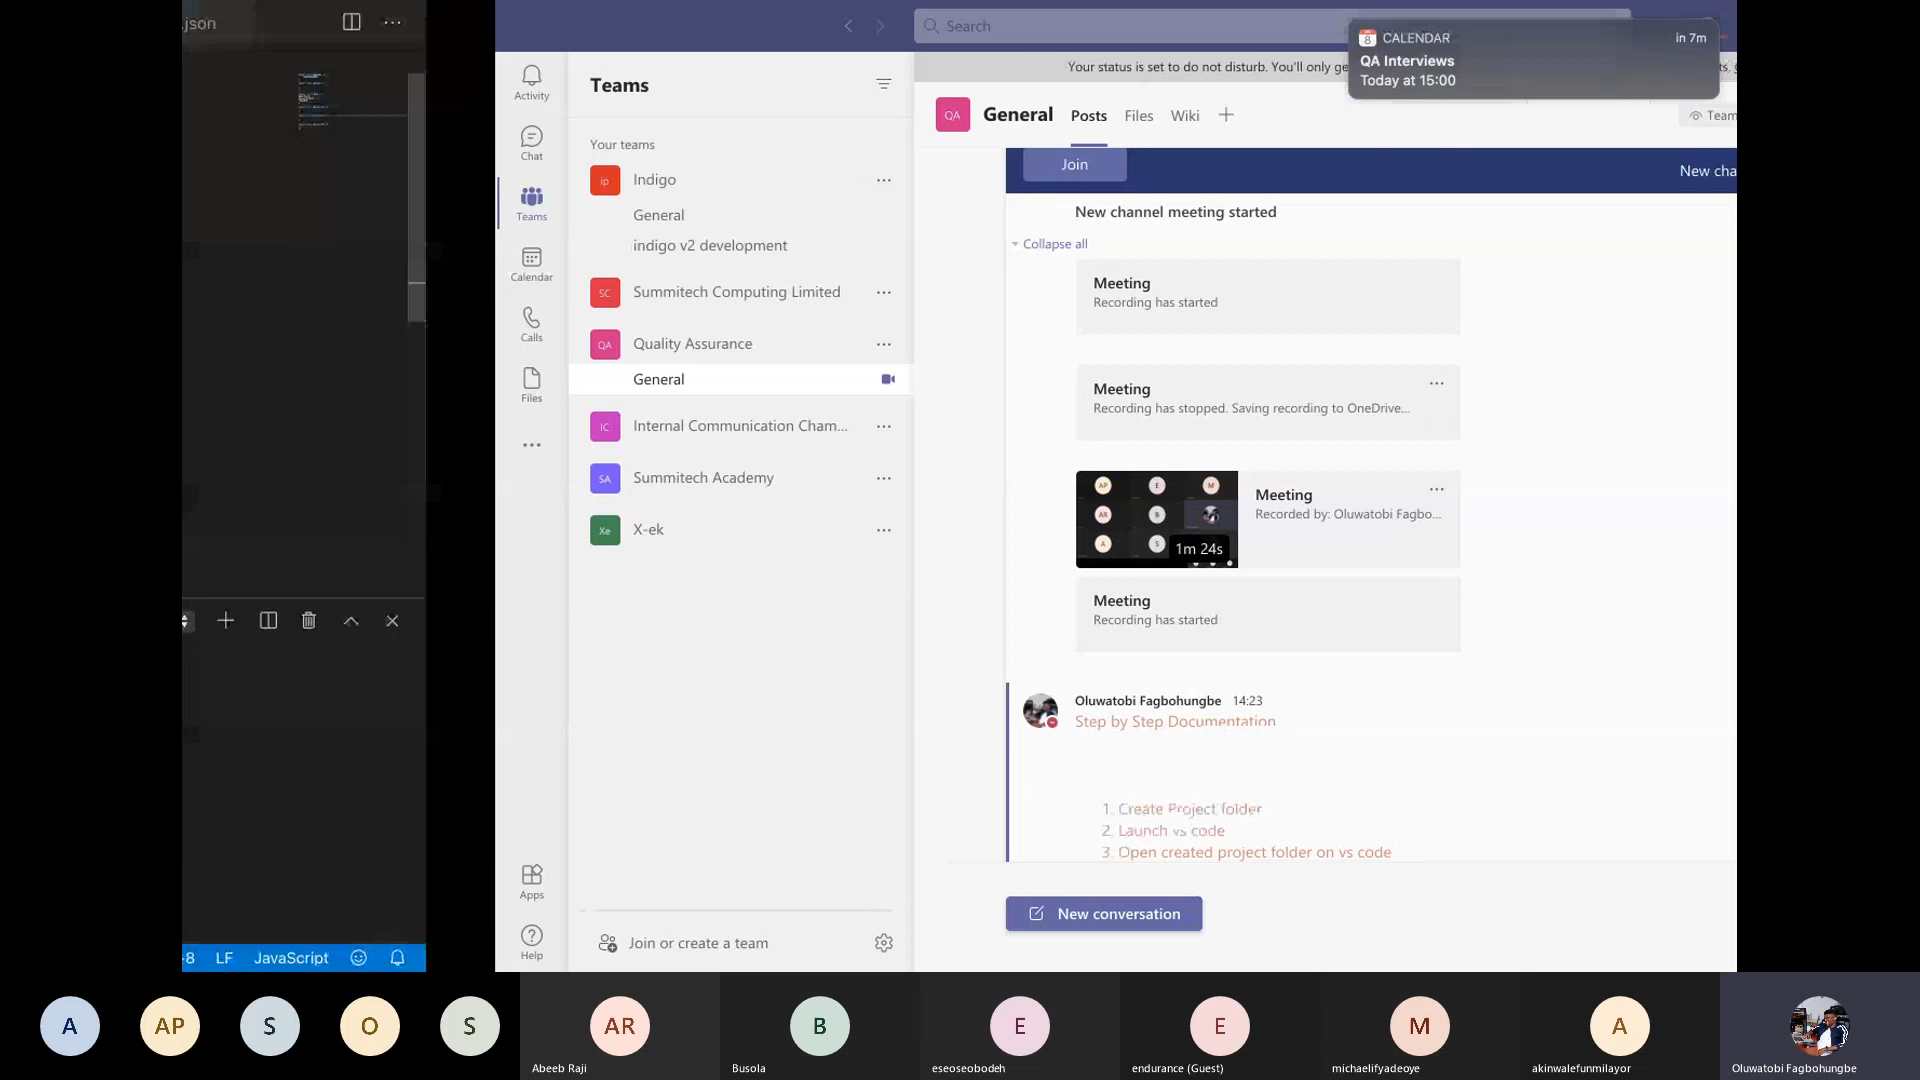 .json
Search
CALENDAR
in 7m
QA Interviews
Today at 15:00
Your status is set to do not disturb. You'll only ge
ts,
Activity
Chat
Teams
Calendar
Calls
Files
Apps
Help
Teams
Your teams
ip
Indigo
General
indigo v2 development
SC
Summitech Computing Limited
QA
Quality Assurance
General
IC
Internal Communication Cham...
SA
Summitech Academy
Xe
X-ek
Join or create a team
QA
General
Posts
Files
Wiki
Team
Join
New cha
New channel meeting started
Collapse all
Meeting
Recording has started
Meeting
Recording has stopped. Saving recording to OneDrive...
AP
E
M
AR
B
A
S
1m 24s
Meeting
Recorded by: Oluwatobi Fagbo...
Meeting
Recording has started
Oluwatobi Fagbohungbe 14:23
Step by Step Documentation
1. Create Project folder
2. Launch vs code
3. Open created project folder on vs code
New conversation
-8
LF
JavaScript
A
AP
S
O
S
AR
Abeeb Raji
B
Busola
E
eseoseobodeh
E
endurance (Guest)
M
michaelifyadeoye
A
akinwalefunmilayor
Oluwatobi Fagbohungbe